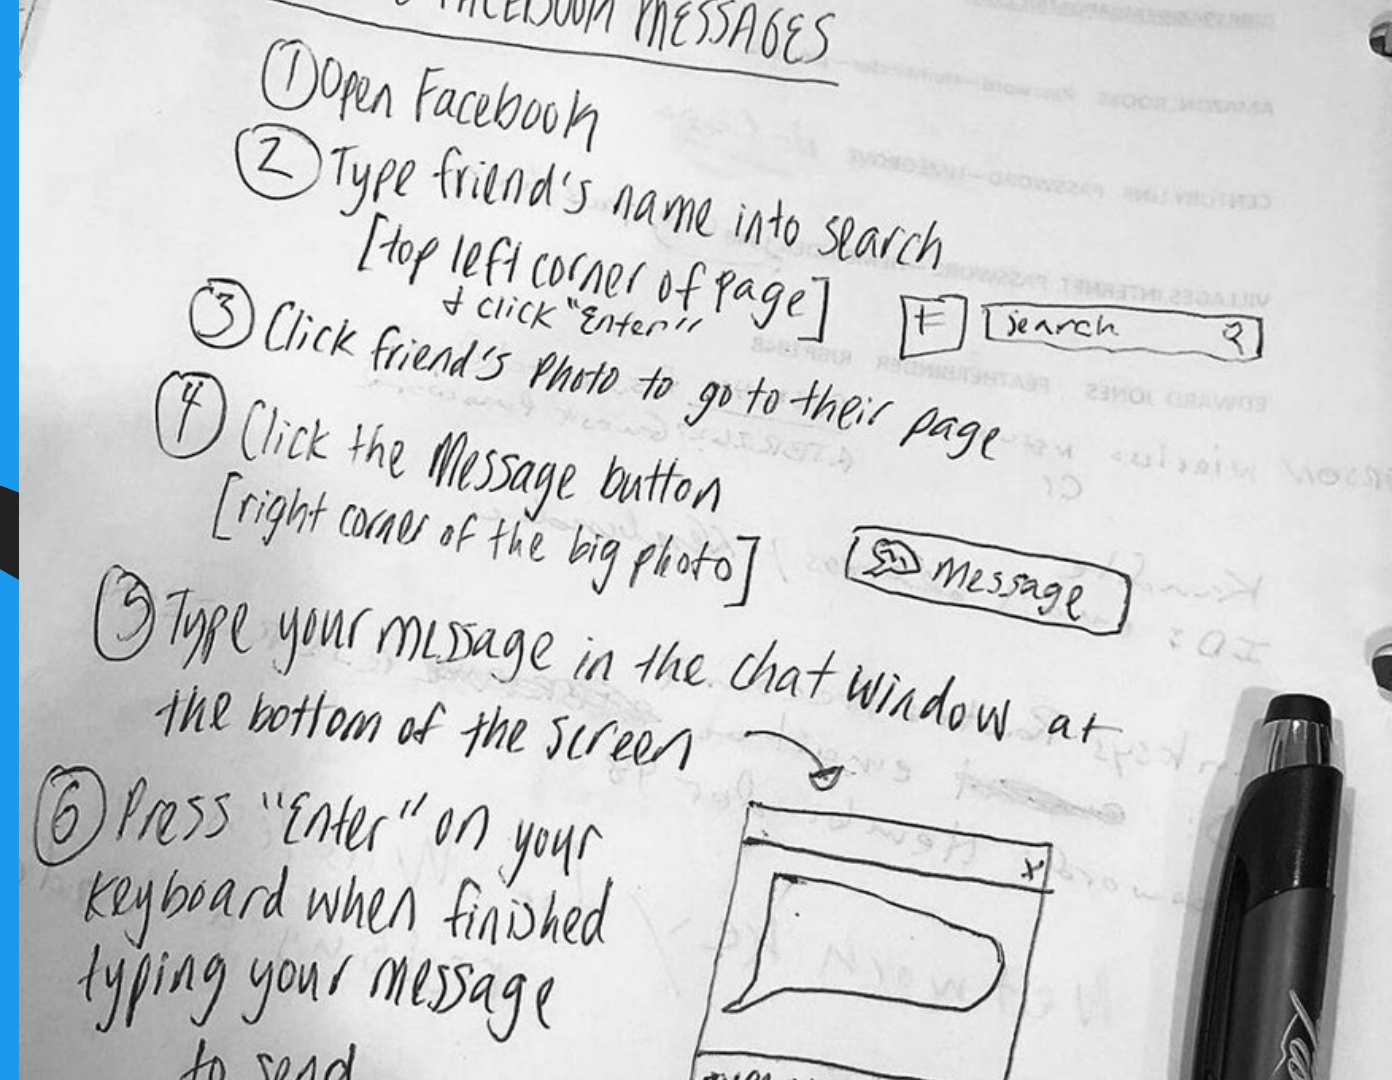 FACEBOOK MESSAGES
① Open Facebook
② Type friend's name into search
[top left corner of page]
& click "Enter"
F search
③ Click friend's photo to go to their page
④ Click the Message button
[right corner of the big photo]
Message
⑤ Type your message in the chat window at
the bottom of the screen
⑥ Press "Enter" on your
keyboard when finished
typing your message
to send
X